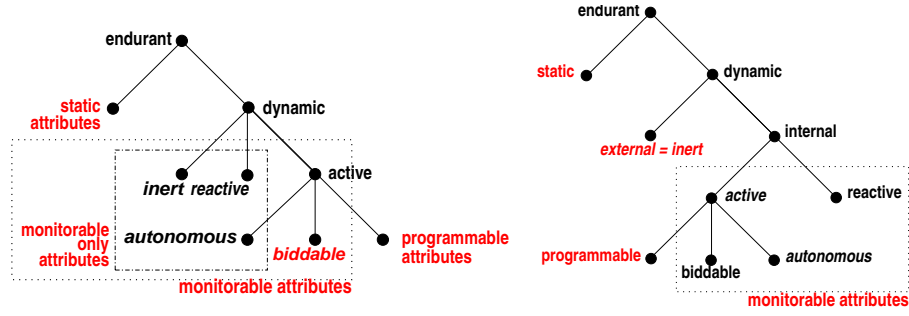 endurant
static
attributes
dynamic
inert reactive
active
monitorable
only
attributes
autonomous
biddable
programmable
attributes
monitorable attributes
endurant
static
dynamic
external = inert
internal
active
reactive
programmable
biddable
autonomous
monitorable attributes